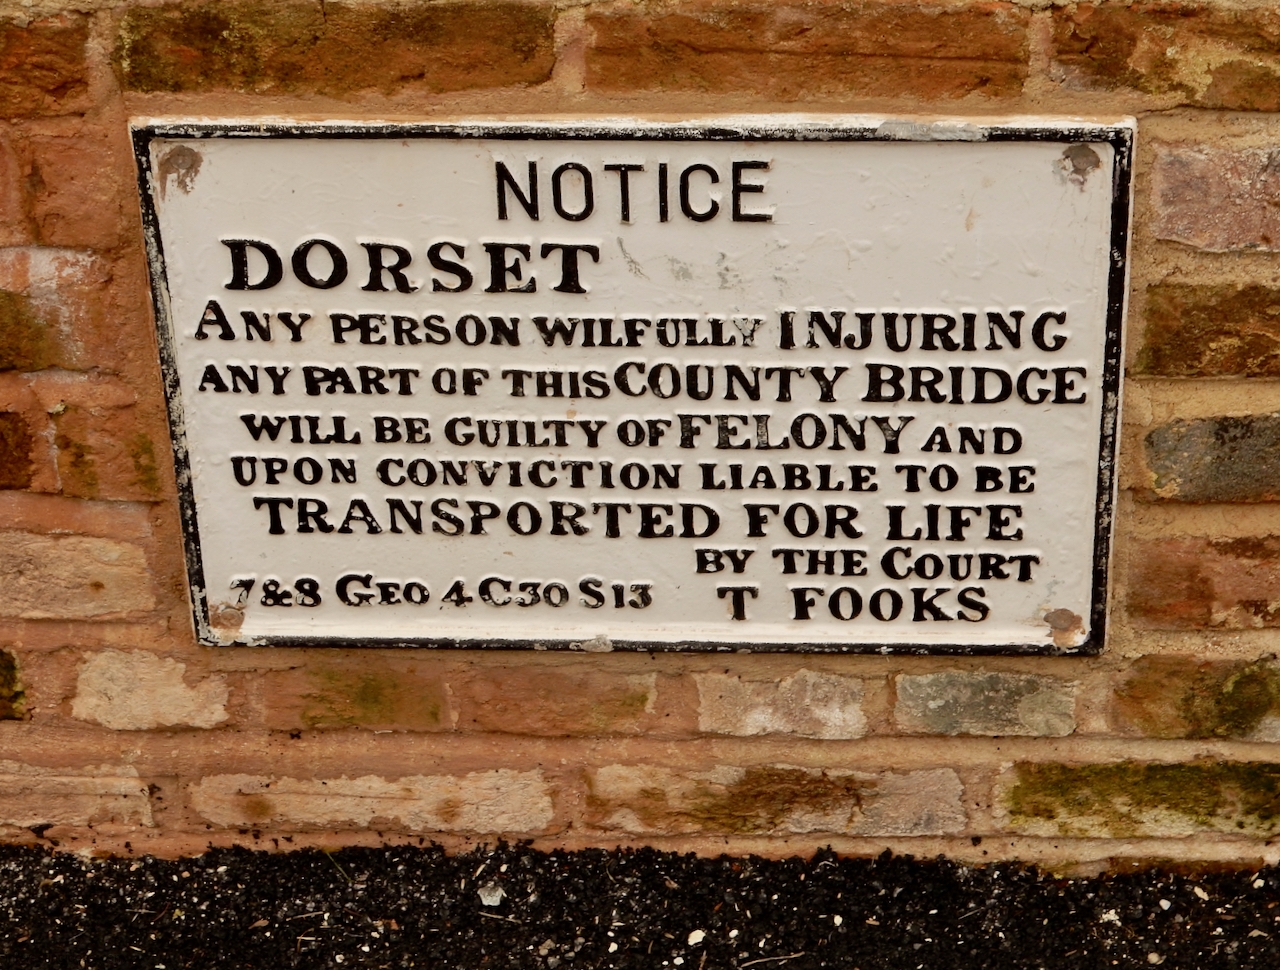 NOTICE
DORSET
ANY PERSON WILFULLY INJURING
ANY PART OF THIS COUNTY BRIDGE
WILL BE GUILTY OF FELONY AND
UPON CONVICTION LIABLE TO BE
TRANSPORTED FOR LIFE
BY THE COURT
7&8 GEO 4 C30 S13 T FOOKS